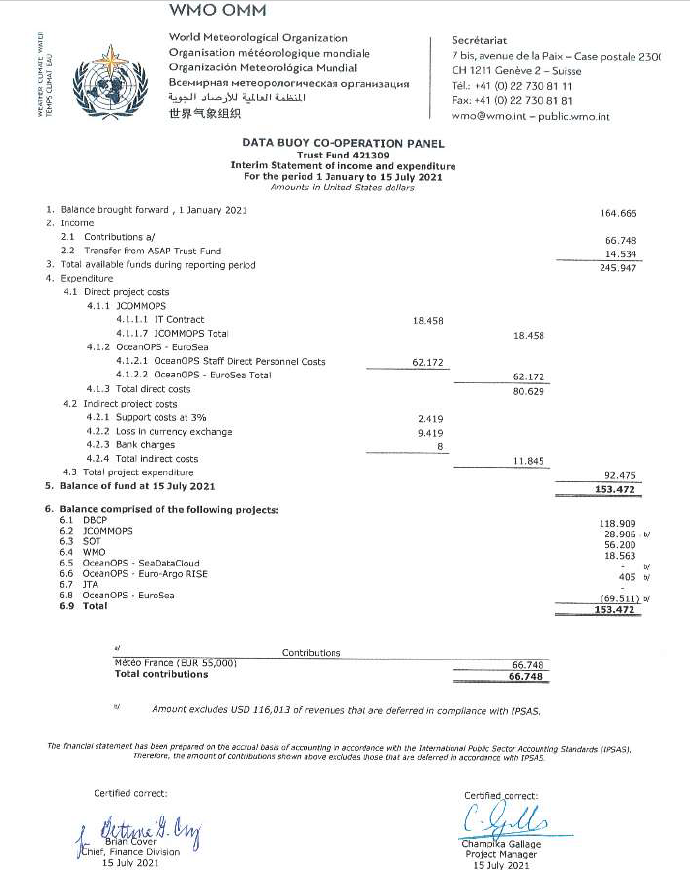 WMO OMM
WEATHER CLIMATE WATER
TEMPS CLIMAT EAU
World Meteorological Organization
Organisation météorologique mondiale
Organización Meteorológica Mundial
Всемирная метеорологическая организация
المنظمة العالمية للأرصاد الجوية
世界气象组织
Secrétariat
7 bis, avenue de la Paix – Case postale 2300
CH 1211 Genève 2 – Suisse
Tél.: +41 (0) 22 730 81 11
Fax: +41 (0) 22 730 81 81
wmo@wmo.int – public.wmo.int
DATA BUOY CO-OPERATION PANEL
Trust Fund 421309
Interim Statement of income and expenditure
For the period 1 January to 15 July 2021
Amounts in United States dollars
1. Balance brought forward , 1 January 2021 164.665
2. Income
2.1 Contributions a/ 66.748
2.2 Transfer from ASAP Trust Fund 14.534
3. Total available funds during reporting period 245.947
4. Expenditure
4.1 Direct project costs
4.1.1 JCOMMOPS
4.1.1.1 IT Contract 18.458
4.1.1.7 JCOMMOPS Total 18.458
4.1.2 OceanOPS - EuroSea
4.1.2.1 OceanOPS Staff Direct Personnel Costs 62.172
4.1.2.2 OceanOPS - EuroSea Total 62.172
4.1.3 Total direct costs 80.629
4.2 Indirect project costs
4.2.1 Support costs at 3% 2.419
4.2.2 Loss in currency exchange 9.419
4.2.3 Bank charges 8
4.2.4 Total indirect costs 11.845
4.3 Total project expenditure 92.475
5. Balance of fund at 15 July 2021 153.472
6. Balance comprised of the following projects:
6.1 DBCP 118.909
6.2 JCOMMOPS 28.906 b/
6.3 SOT 56.200
6.4 WMO 18.563
6.5 OceanOPS - SeaDataCloud - b/
6.6 OceanOPS - Euro-Argo RISE 405 b/
6.7 JTA -
6.8 OceanOPS - EuroSea (69.511) b/
6.9 Total 153.472
a/ Contributions
Météo France (EUR 55,000) 66.748
Total contributions 66.748
b/ Amount excludes USD 116,013 of revenues that are deferred in compliance with IPSAS.
The financial statement has been prepared on the accrual basis of accounting in accordance with the International Public Sector Accounting Standards (IPSAS).
Therefore, the amount of contributions shown above excludes those that are deferred in accordance with IPSAS.
Certified correct: Certified correct:
Brian Cover
Chief, Finance Division
15 July 2021
Champika Gallage
Project Manager
15 July 2021